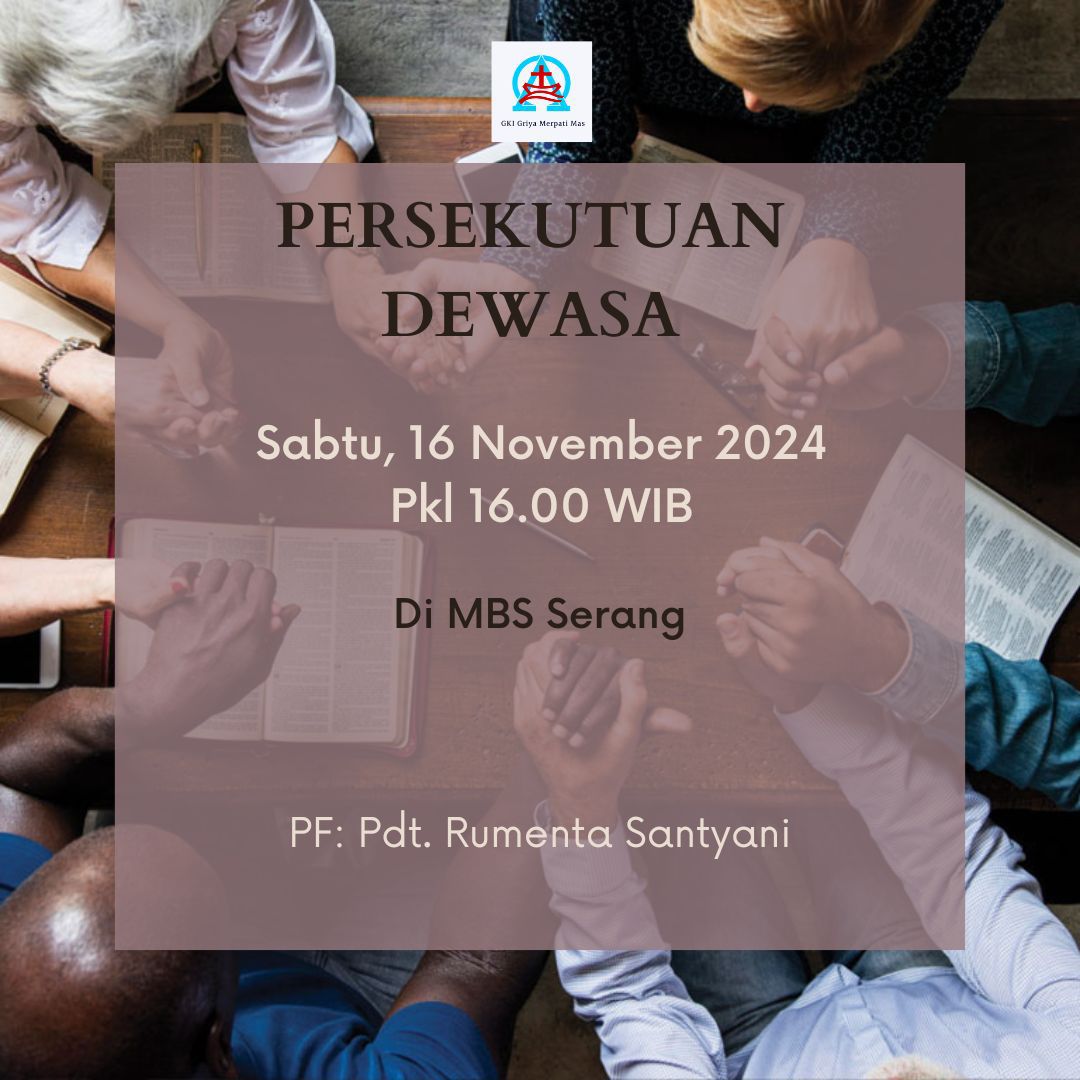 GKI Griya Merpati Mas
PERSEKUTUAN
DEWASA
Sabtu, 16 November 2024
Pkl 16.00 WIB
Di MBS Serang
PF: Pdt. Rumenta Santyani